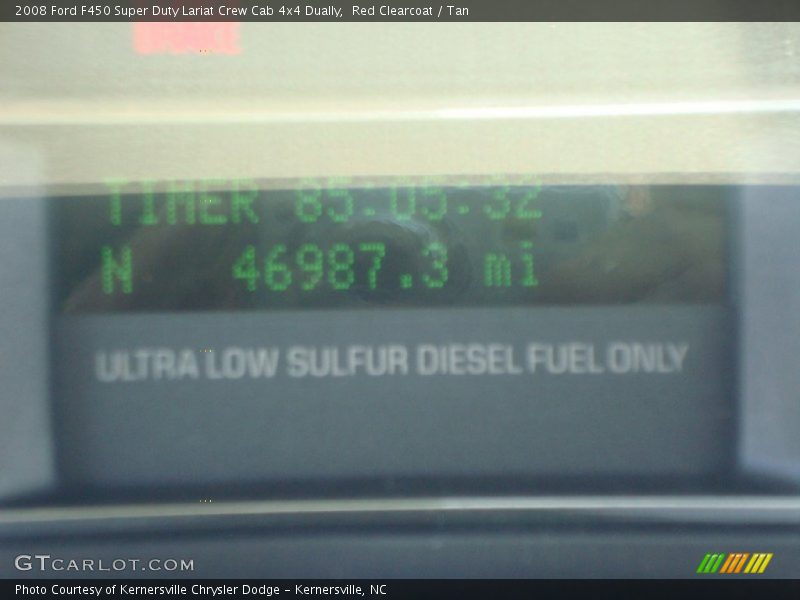 2008 Ford F450 Super Duty Lariat Crew Cab 4x4 Dually, Red Clearcoat / Tan
TIMER 85:05:32
N 46987.3 mi
ULTRA LOW SULFUR DIESEL FUEL ONLY
GTCARLOT.COM
Photo Courtesy of Kernersville Chrysler Dodge - Kernersville, NC